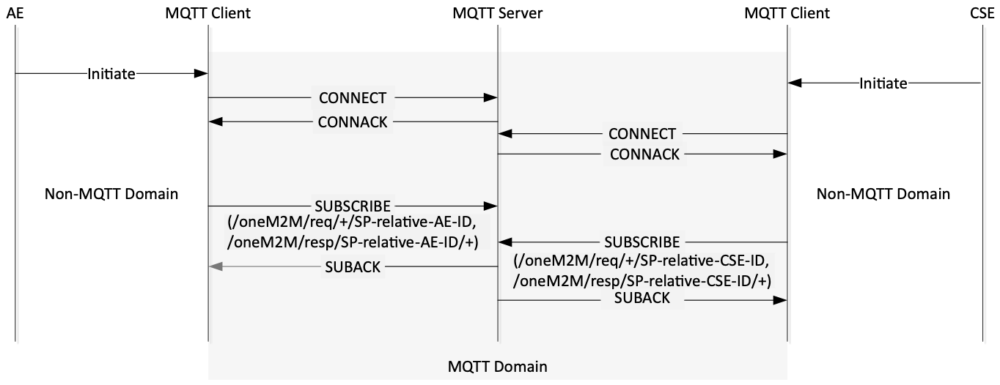 AE
MQTT Client
MQTT Server
MQTT Client
CSE
Initiate
Initiate
CONNECT
CONNACK
CONNECT
CONNACK
Non-MQTT Domain
Non-MQTT Domain
SUBSCRIBE
(/oneM2M/req/+/SP-relative-AE-ID,
/oneM2M/resp/SP-relative-AE-ID/+)
SUBSCRIBE
(/oneM2M/req/+/SP-relative-CSE-ID,
/oneM2M/resp/SP-relative-CSE-ID/+)
SUBACK
SUBACK
MQTT Domain